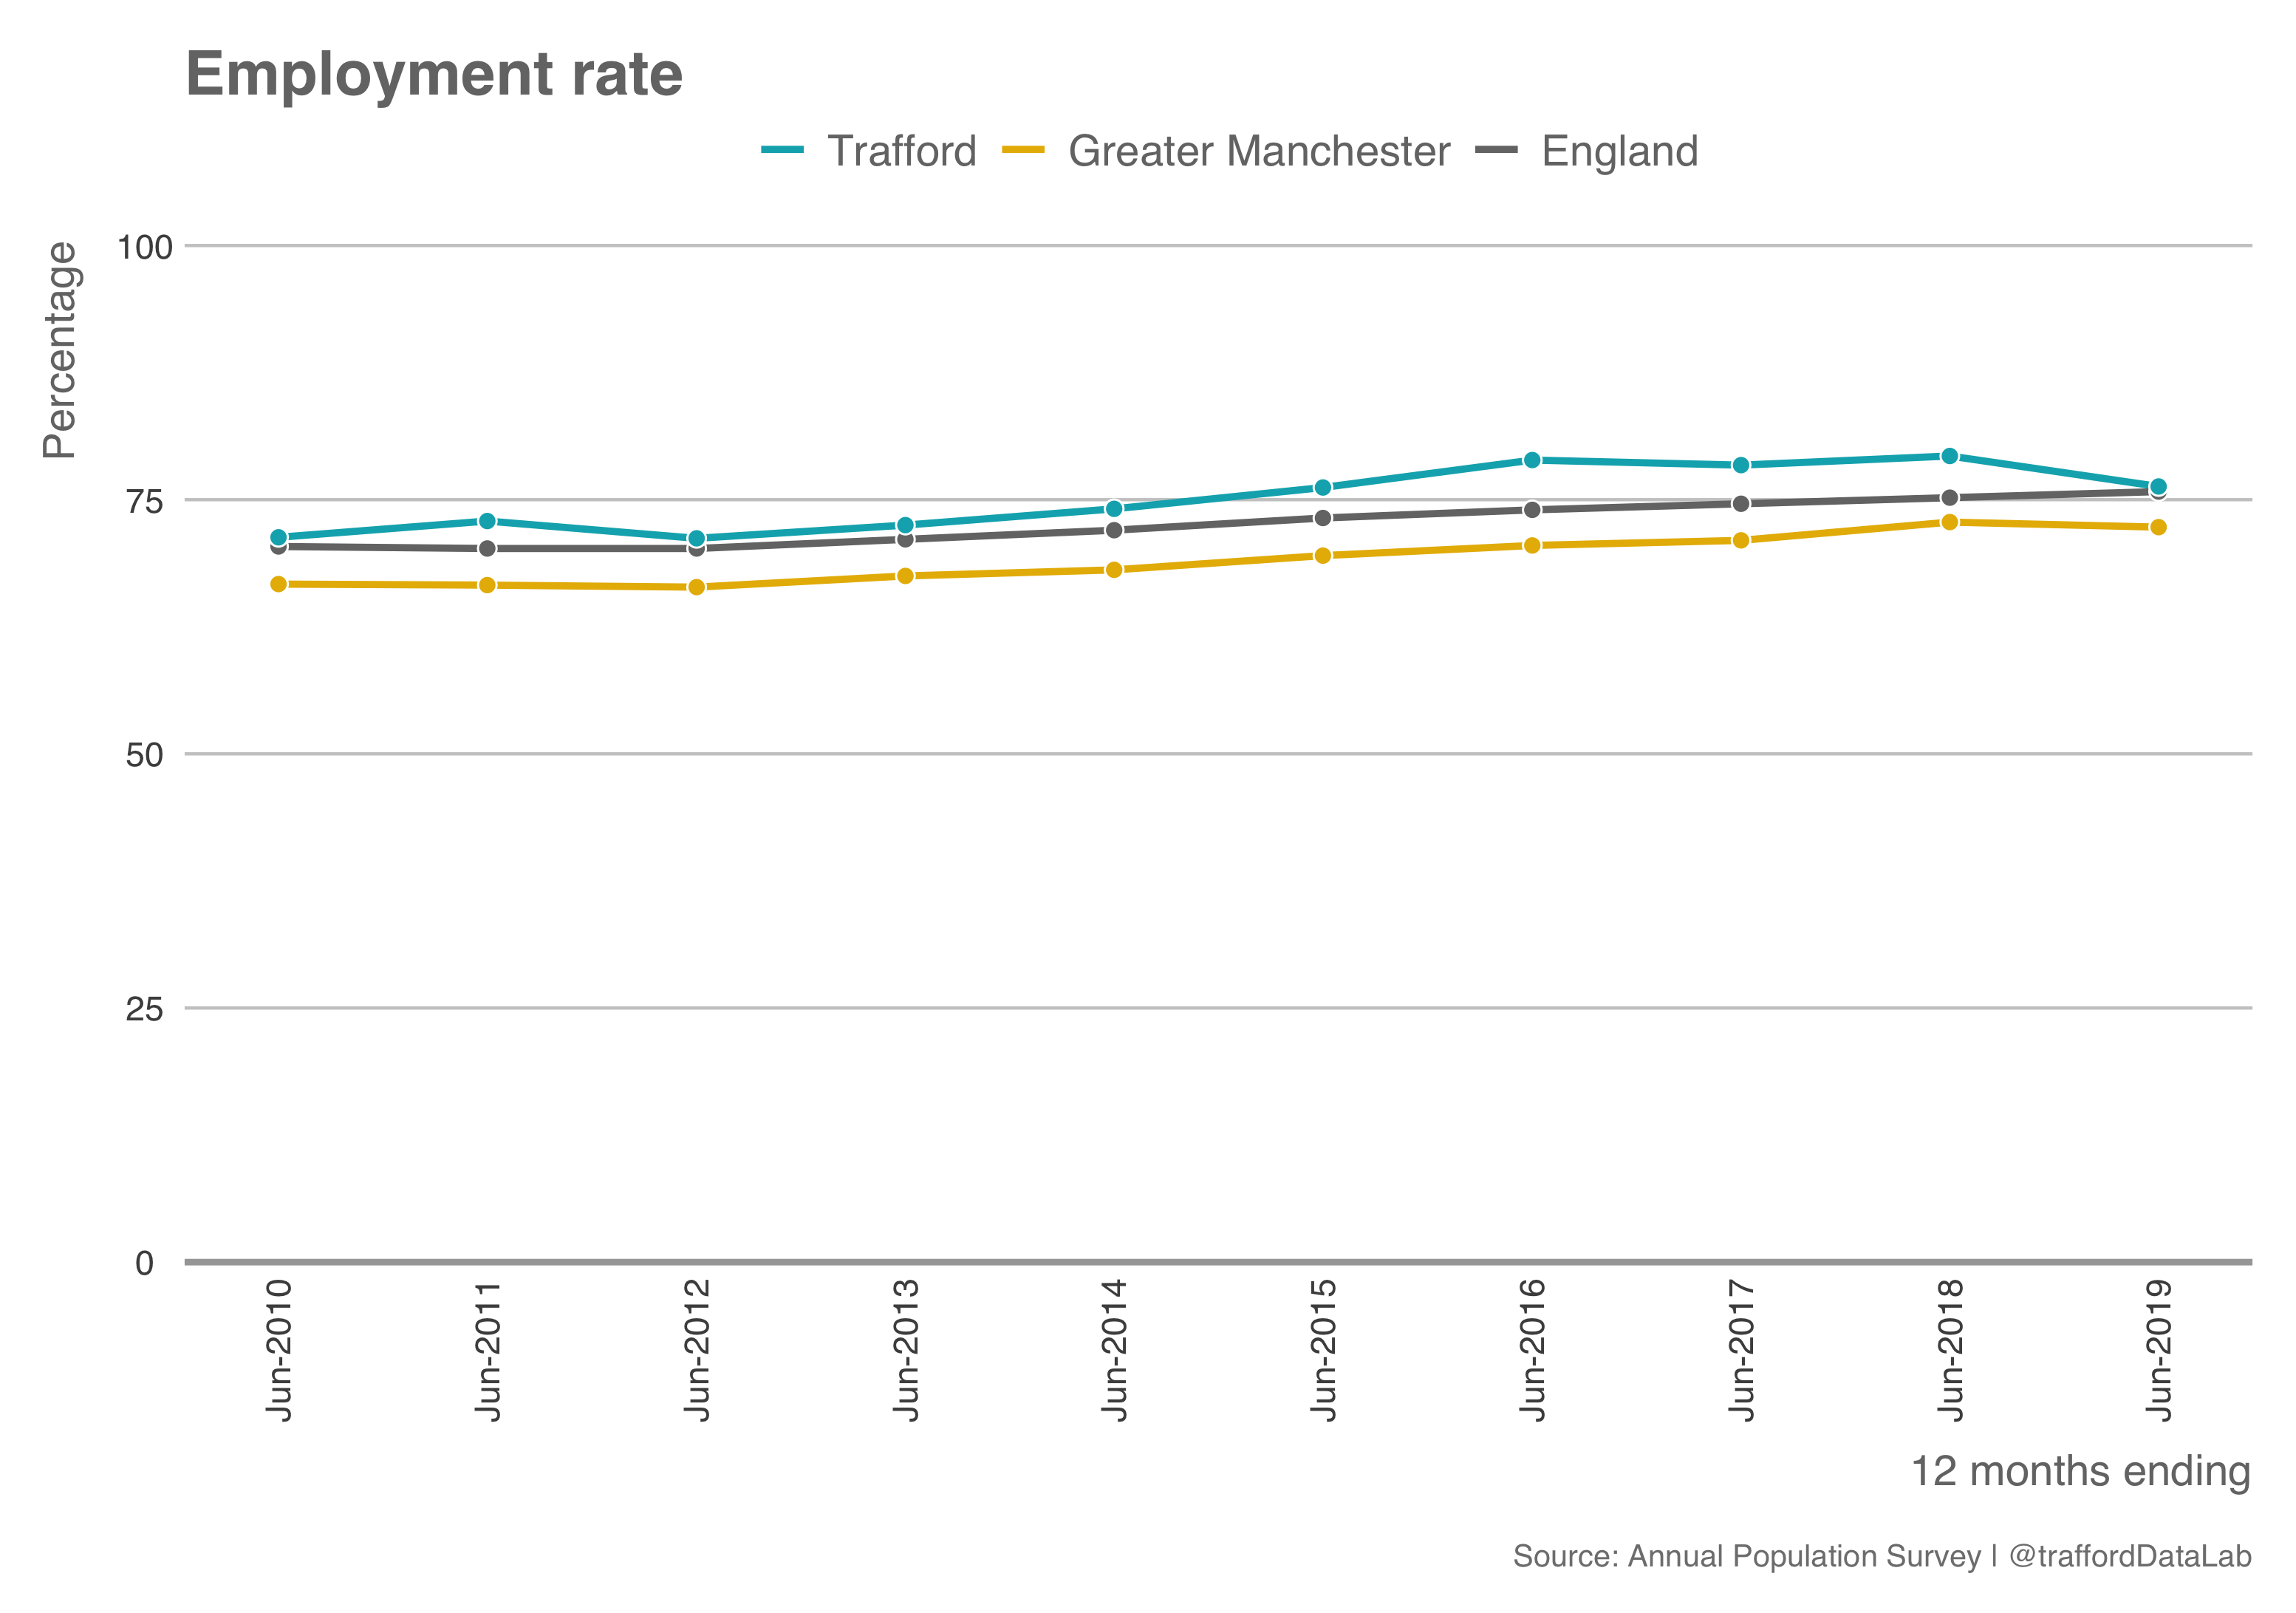 Employment rate
Trafford Greater Manchester England
Percentage
100
75
50
25
0
Jun-2010
Jun-2011
Jun-2012
Jun-2013
Jun-2014
Jun-2015
Jun-2016
Jun-2017
Jun-2018
Jun-2019
12 months ending
Source: Annual Population Survey | @traffordDataLab